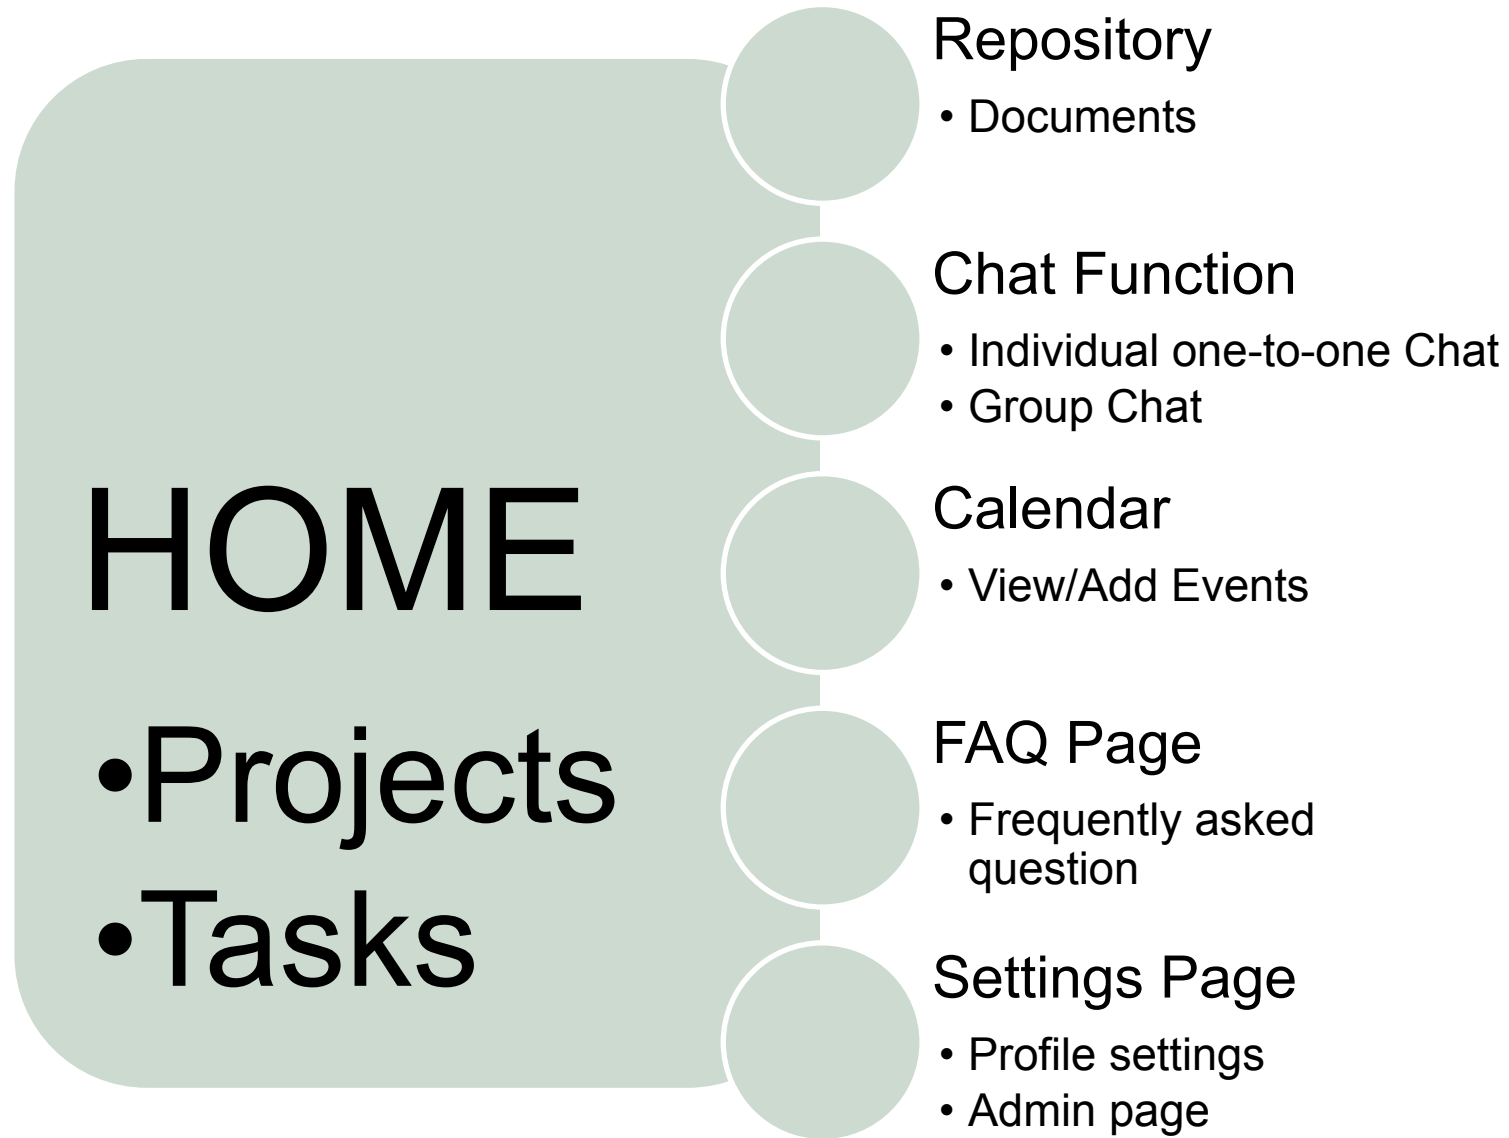 HOME
•Projects
•Tasks
Repository
• Documents
Chat Function
• Individual one-to-one Chat
• Group Chat
Calendar
• View/Add Events
FAQ Page
• Frequently asked
question
Settings Page
• Profile settings
• Admin page